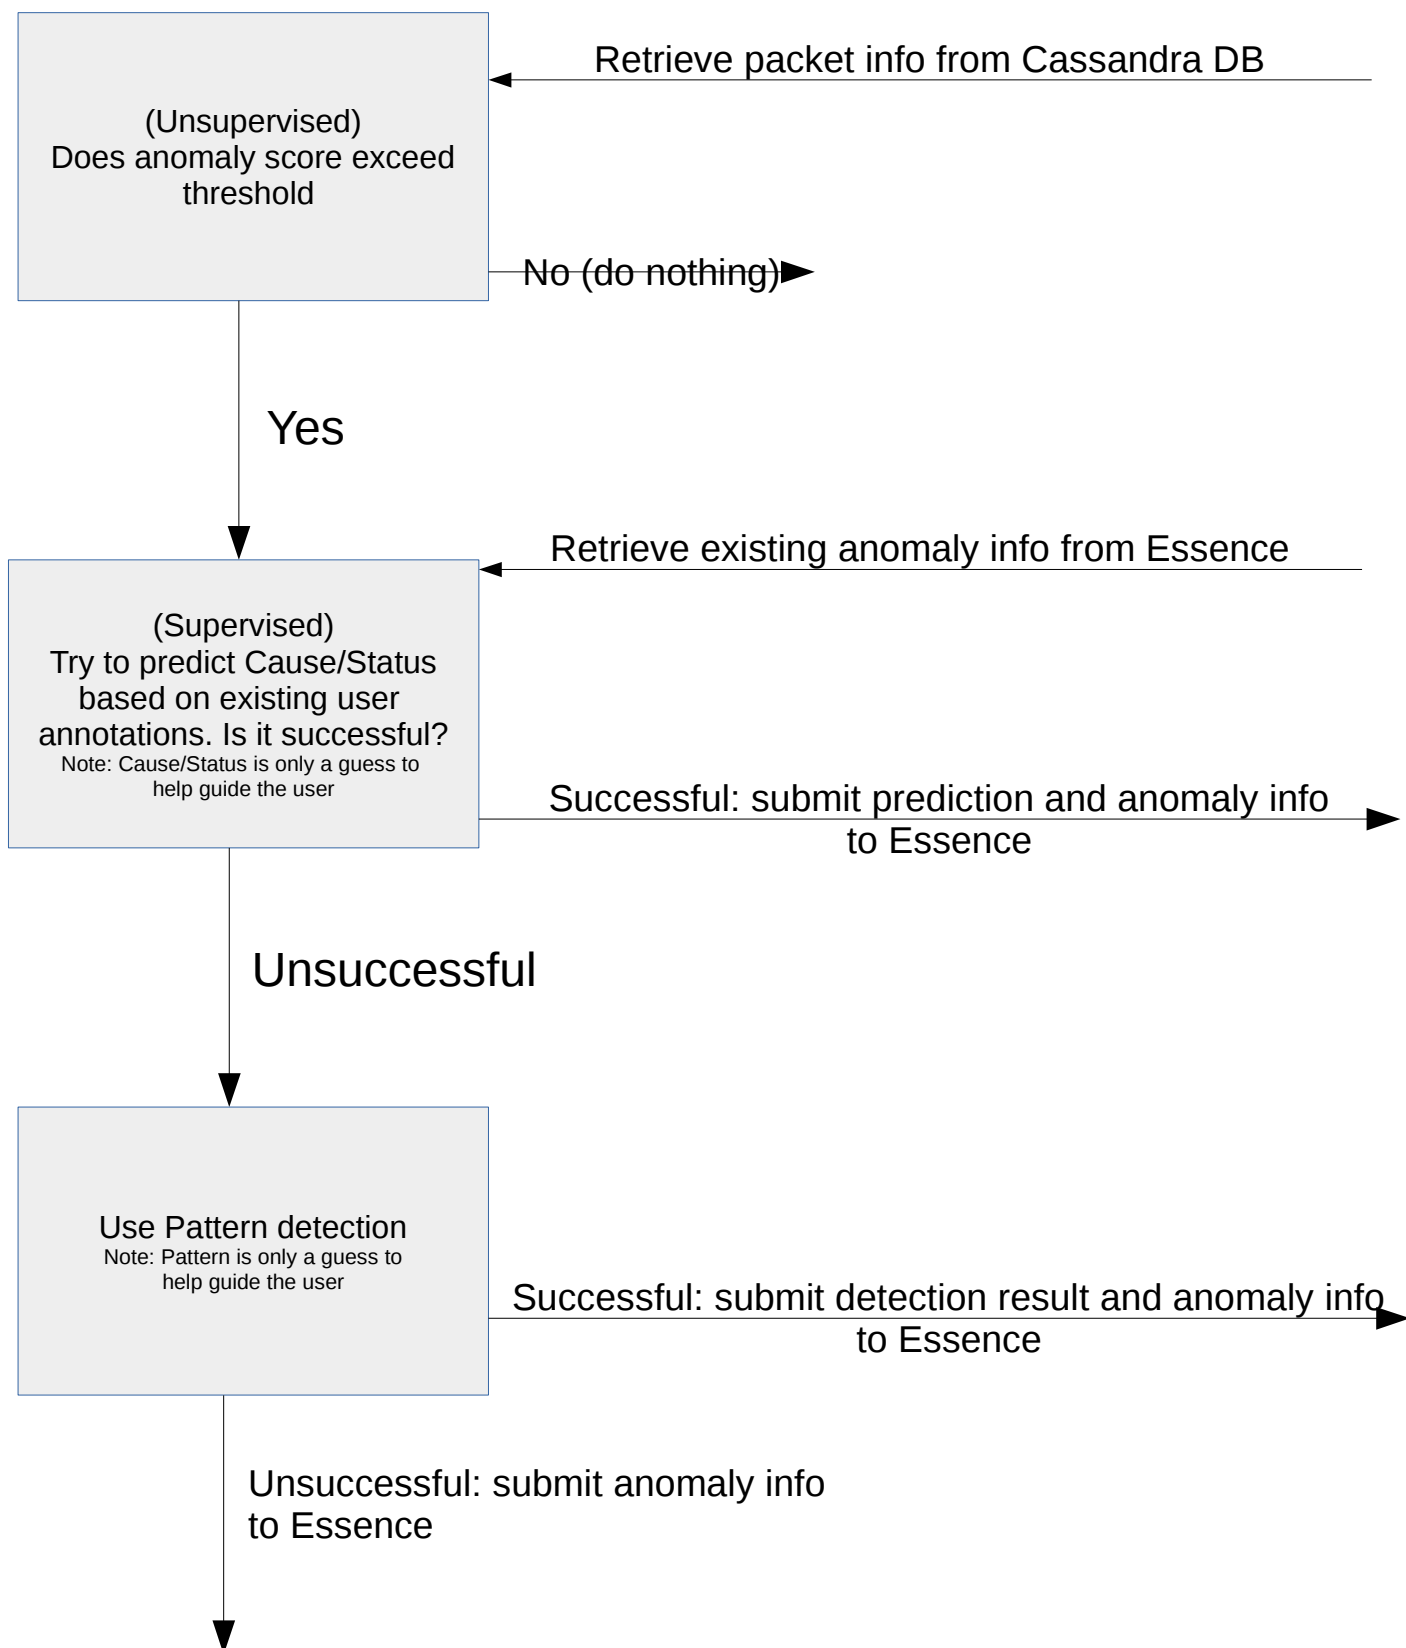 Retrieve packet info from Cassandra DB
(Unsupervised)
Does anomaly score exceed
threshold
No (do nothing)
Yes
Retrieve existing anomaly info from Essence
(Supervised)
Try to predict Cause/Status
based on existing user
annotations. Is it successful?
Note: Cause/Status is only a guess to
help guide the user
Successful: submit prediction and anomaly info
to Essence
Unsuccessful
Use Pattern detection
Note: Pattern is only a guess to
help guide the user
Successful: submit detection result and anomaly info
to Essence
Unsuccessful: submit anomaly info
to Essence